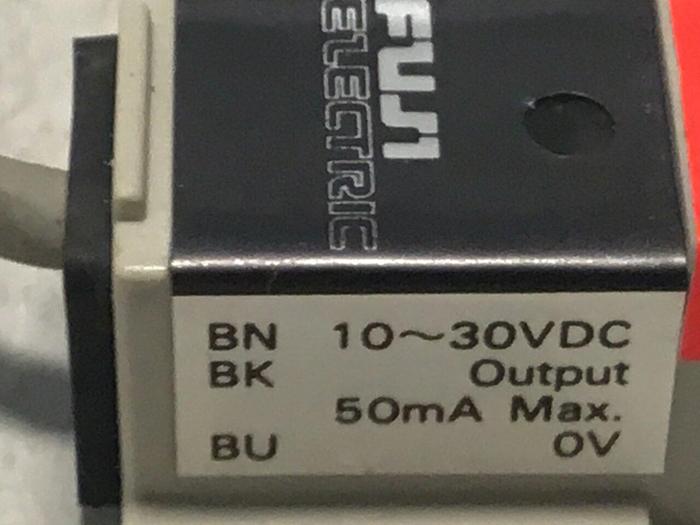 FUJI
ELECTRIC
BN 10～30VDC
BK Output
50mA Max.
BU 0V